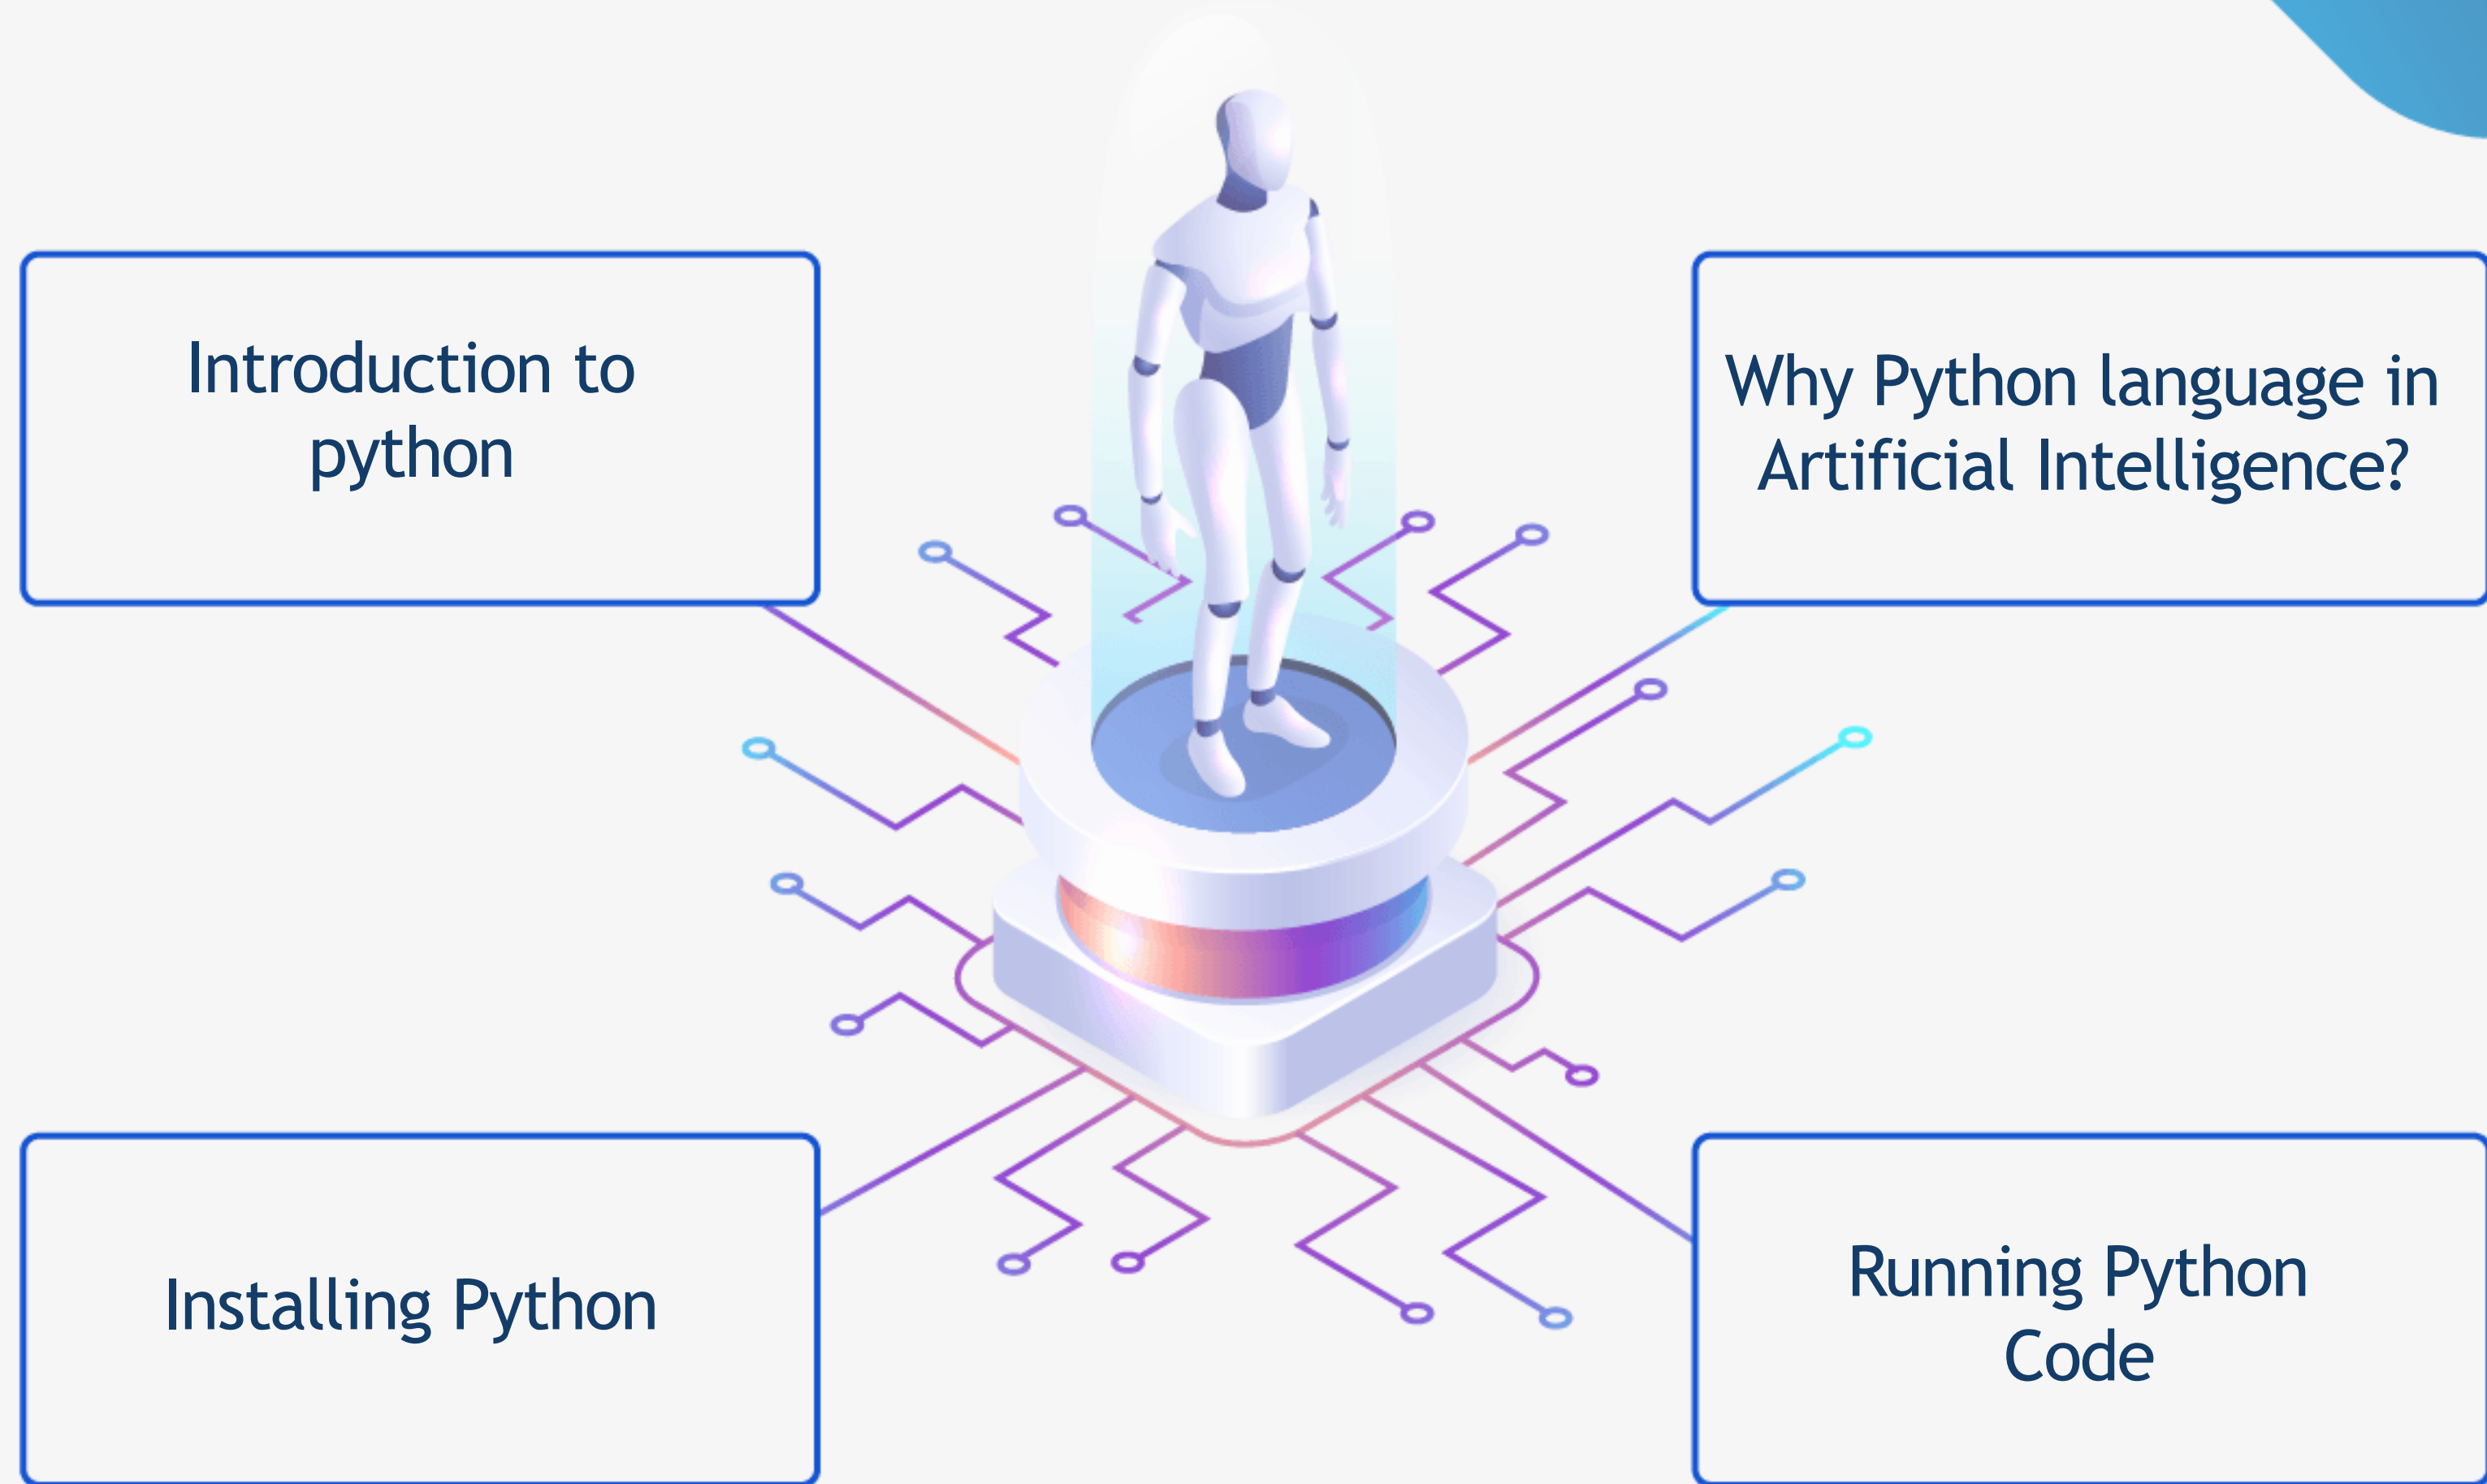 Introduction to
python
Why Python language in
Artificial Intelligence?
Installing Python
Running Python
Code